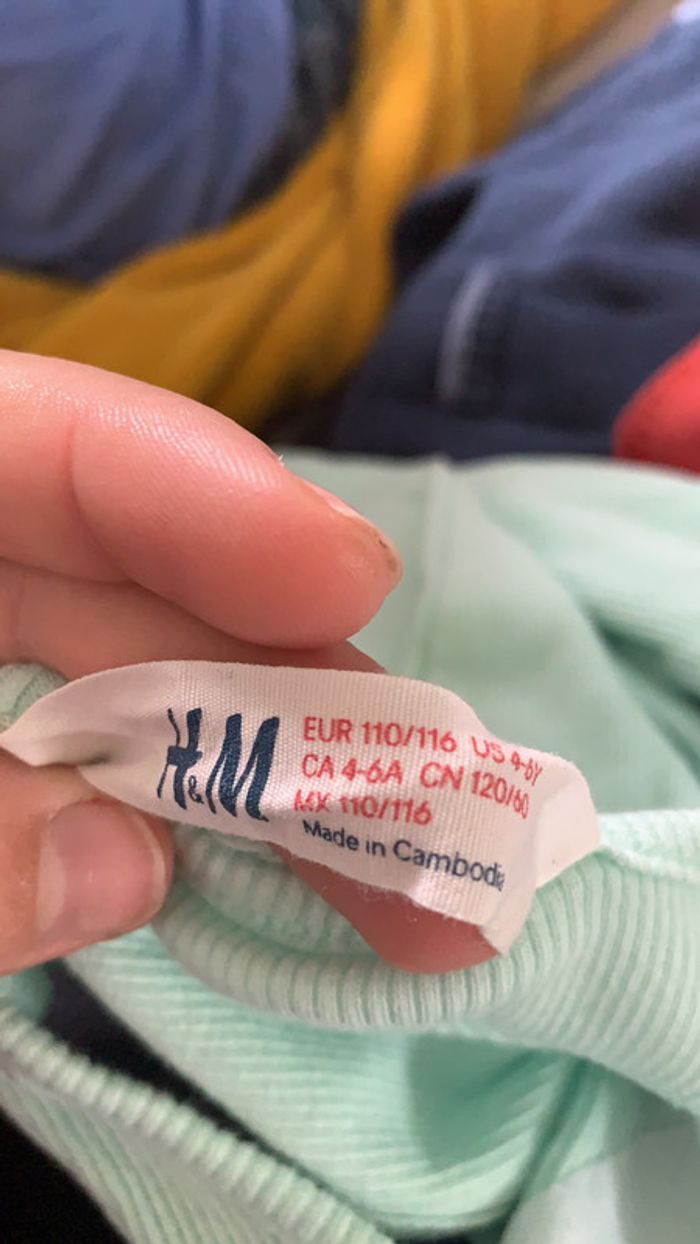 H&M
EUR 110/116 US 4-6Y
CA 4-6A CN 120/60
MX 110/116
Made in Cambodia